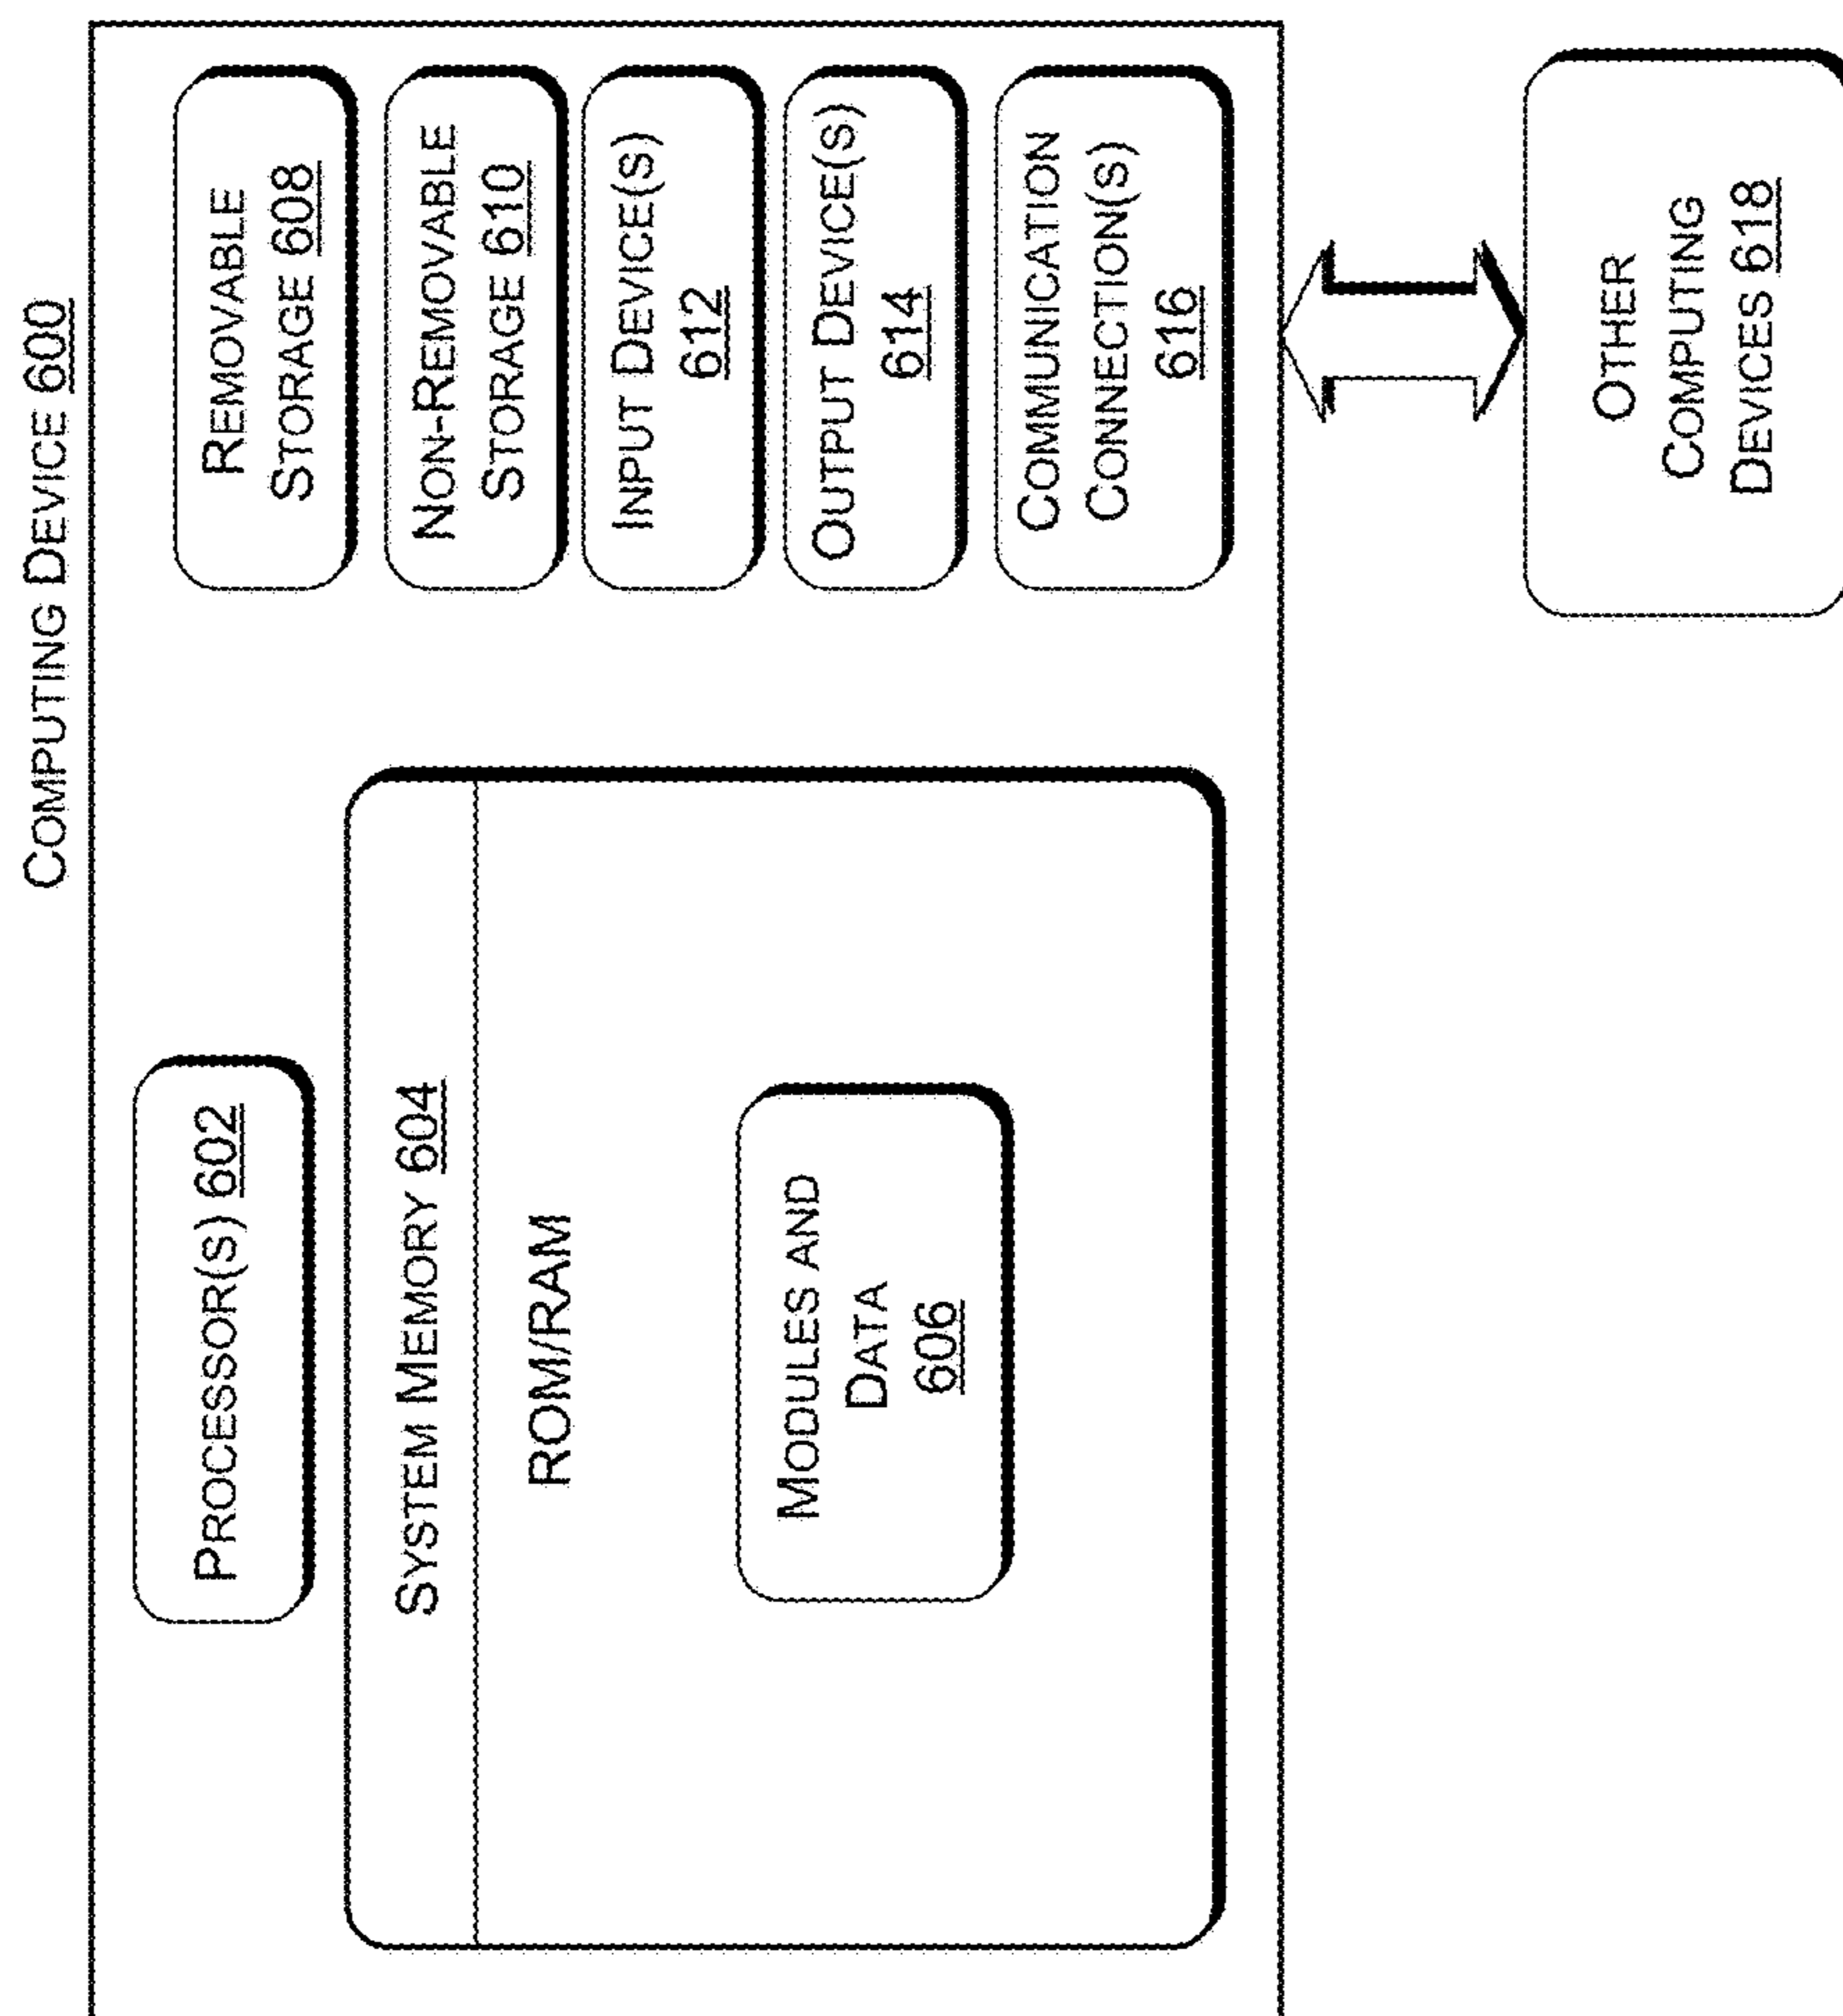 COMPUTING DEVICE 600
PROCESSOR(S) 602
SYSTEM MEMORY 604
ROM/RAM
MODULES AND
DATA
606
REMOVABLE
STORAGE 608
NON-REMOVABLE
STORAGE 610
INPUT DEVICE(S)
612
OUTPUT DEVICE(S)
614
COMMUNICATION
CONNECTION(S)
616
OTHER
COMPUTING
DEVICES 618